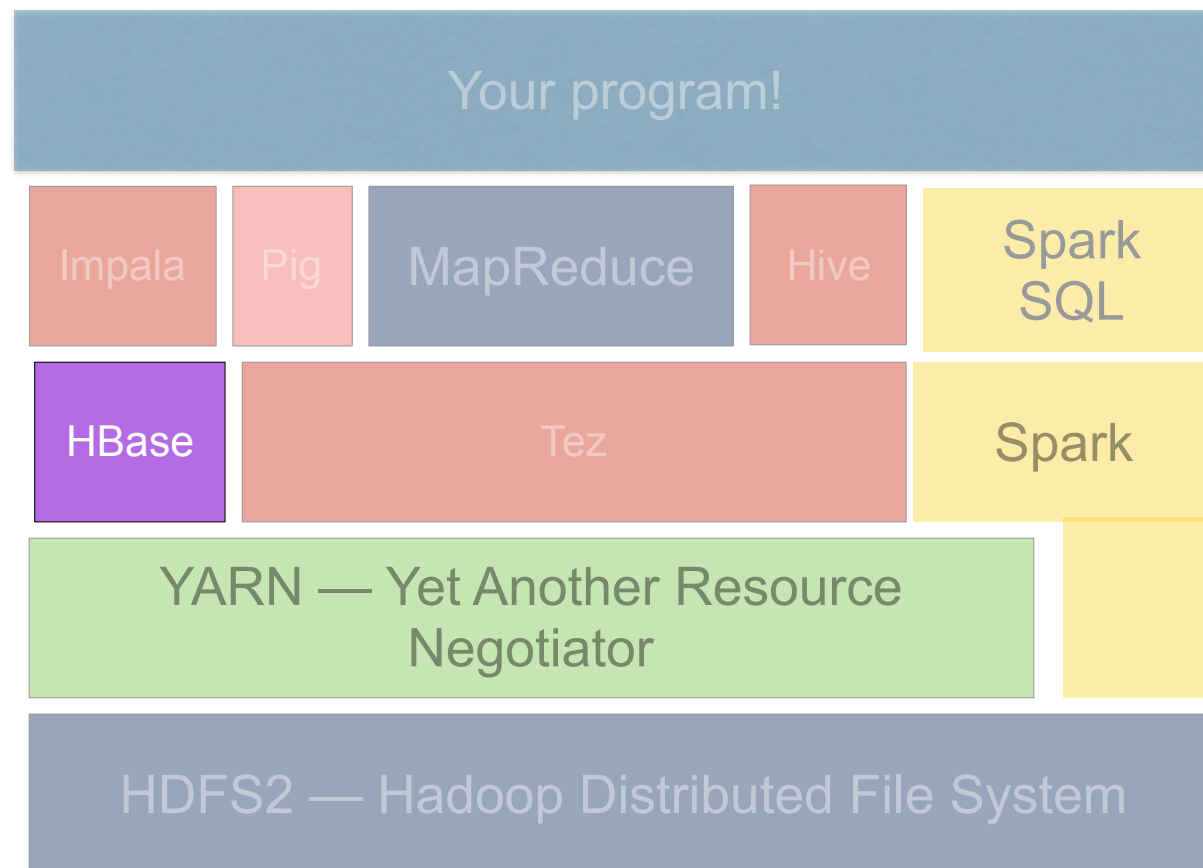 Your program!
Impala
Pig
MapReduce
Hive
Spark
SQL
HBase
Tez
Spark
YARN — Yet Another Resource
Negotiator
HDFS2 — Hadoop Distributed File System